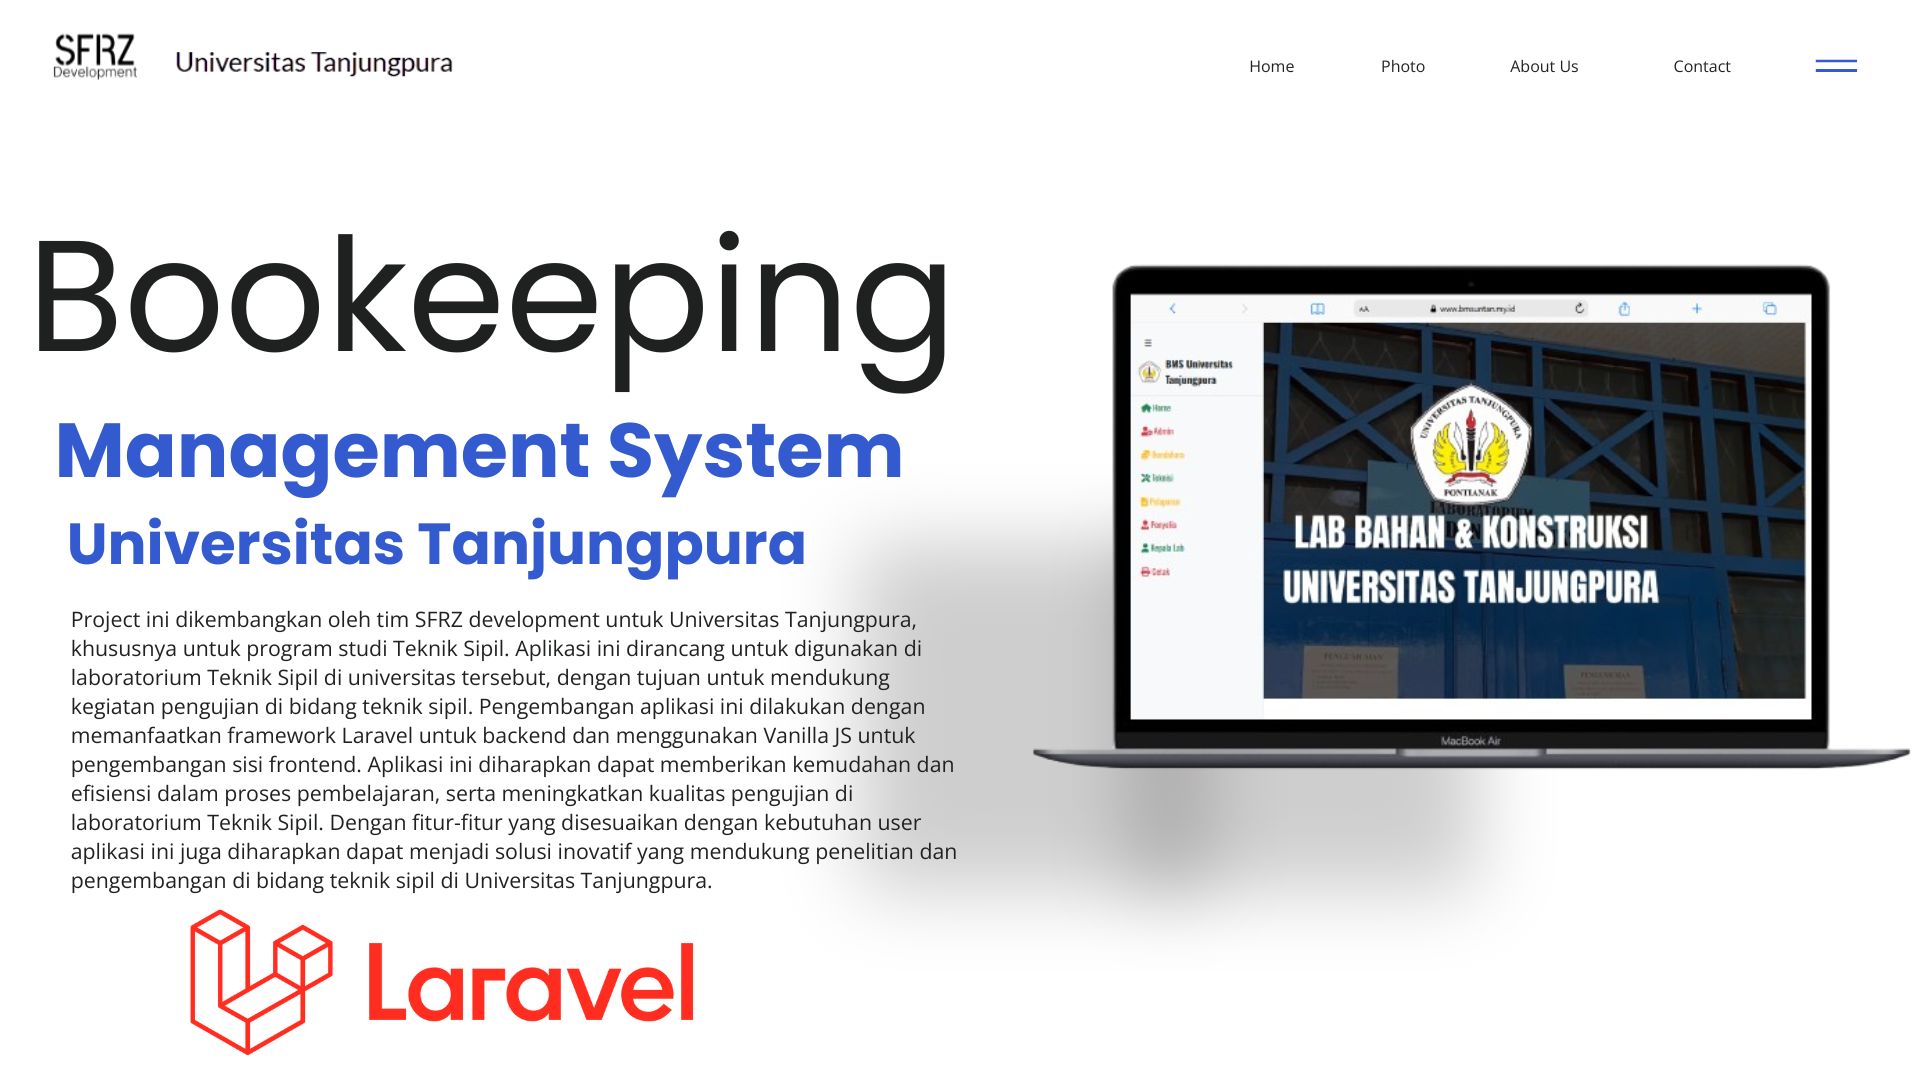 SFRZ
Development
Universitas Tanjungpura
Home
Photo
About Us
Contact
Bookeeping
Management System
Universitas Tanjungpura
Project ini dikembangkan oleh tim SFRZ development untuk Universitas Tanjungpura,
khususnya untuk program studi Teknik Sipil. Aplikasi ini dirancang untuk digunakan di
laboratorium Teknik Sipil di universitas tersebut, dengan tujuan untuk mendukung
kegiatan pengujian di bidang teknik sipil. Pengembangan aplikasi ini dilakukan dengan
memanfaatkan framework Laravel untuk backend dan menggunakan Vanilla JS untuk
pengembangan sisi frontend. Aplikasi ini diharapkan dapat memberikan kemudahan dan
efisiensi dalam proses pembelajaran, serta meningkatkan kualitas pengujian di
laboratorium Teknik Sipil. Dengan fitur-fitur yang disesuaikan dengan kebutuhan user
aplikasi ini juga diharapkan dapat menjadi solusi inovatif yang mendukung penelitian dan
pengembangan di bidang teknik sipil di Universitas Tanjungpura.
Laravel
AA
www.bmsuntan.my.id
BMS Universitas
Tanjungpura
Home
Admin
Bendahara
Teknisi
Pelaporan
Penyelia
Kepala Lab
Cetak
UNIVERSITAS TANJUNGPURA
PONTIANAK
LABORATORIUM
LAB BAHAN & KONSTRUKSI
UNIVERSITAS TANJUNGPURA
PENGUMUMAN
PENGUMUMAN
MacBook Air